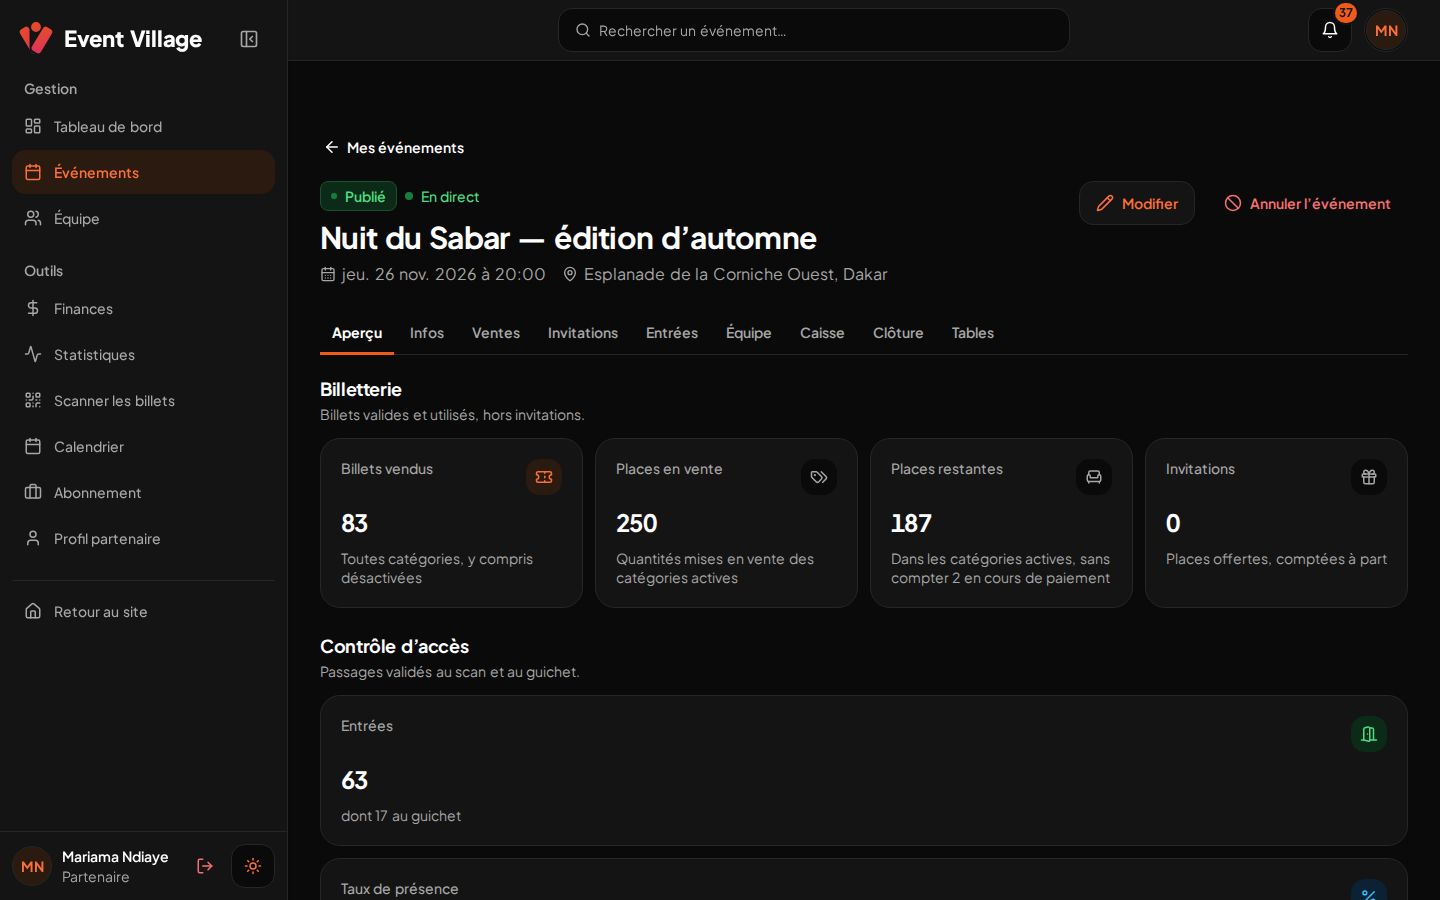 Event Village
Rechercher un événement...
37
MN
Gestion
Tableau de bord
Événements
Équipe
Outils
Finances
Statistiques
Scanner les billets
Calendrier
Abonnement
Profil partenaire
Retour au site
MN
Mariama Ndiaye
Partenaire
Mes événements
Publié
En direct
Modifier
Annuler l’événement
Nuit du Sabar — édition d’automne
jeu. 26 nov. 2026 à 20:00 Esplanade de la Corniche Ouest, Dakar
Aperçu Infos Ventes Invitations Entrées Équipe Caisse Clôture Tables
Billetterie
Billets valides et utilisés, hors invitations.
Billets vendus
83
Toutes catégories, y compris
désactivées
Places en vente
250
Quantités mises en vente des
catégories actives
Places restantes
187
Dans les catégories actives, sans
compter 2 en cours de paiement
Invitations
0
Places offertes, comptées à part
Contrôle d’accès
Passages validés au scan et au guichet.
Entrées
63
dont 17 au guichet
Taux de présence